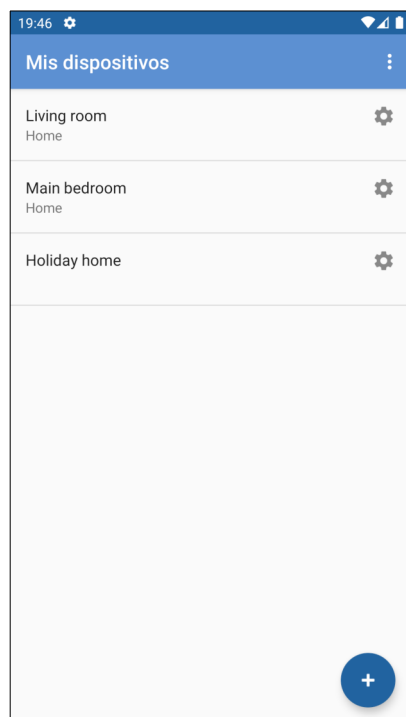 19:46
Mis dispositivos
Living room
Home
Main bedroom
Home
Holiday home